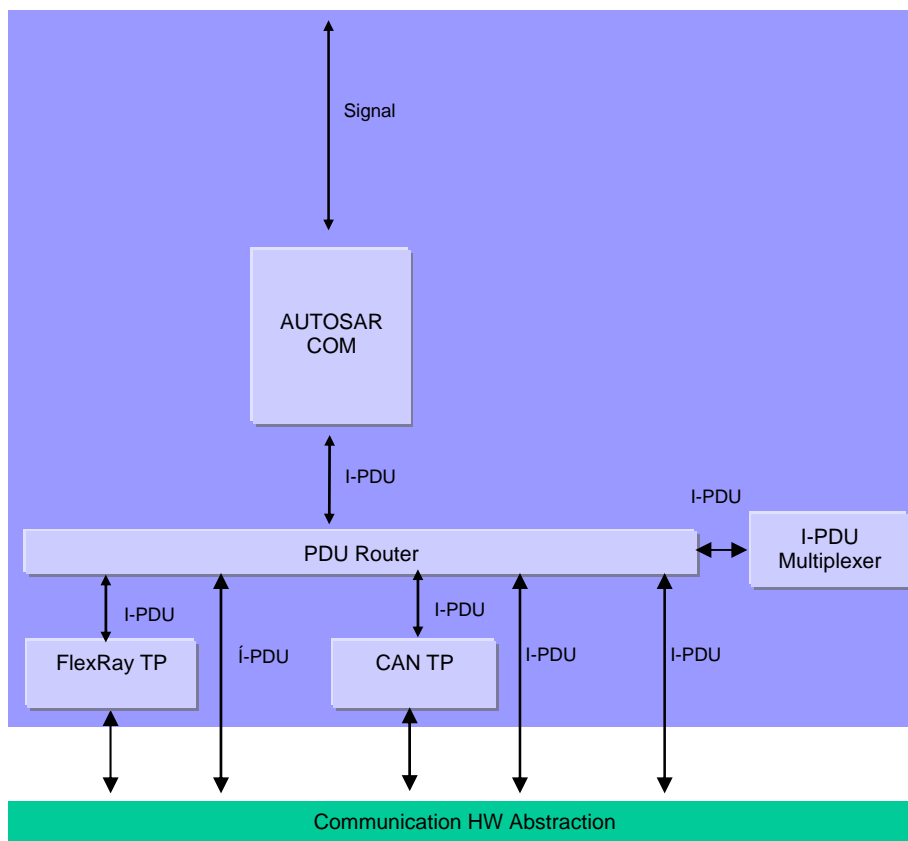 Signal
AUTOSAR
COM
I-PDU
I-PDU
I-PDU
Multiplexer
PDU Router
I-PDU
I-PDU
FlexRay TP
Í-PDU
CAN TP
I-PDU
I-PDU
Communication HW Abstraction